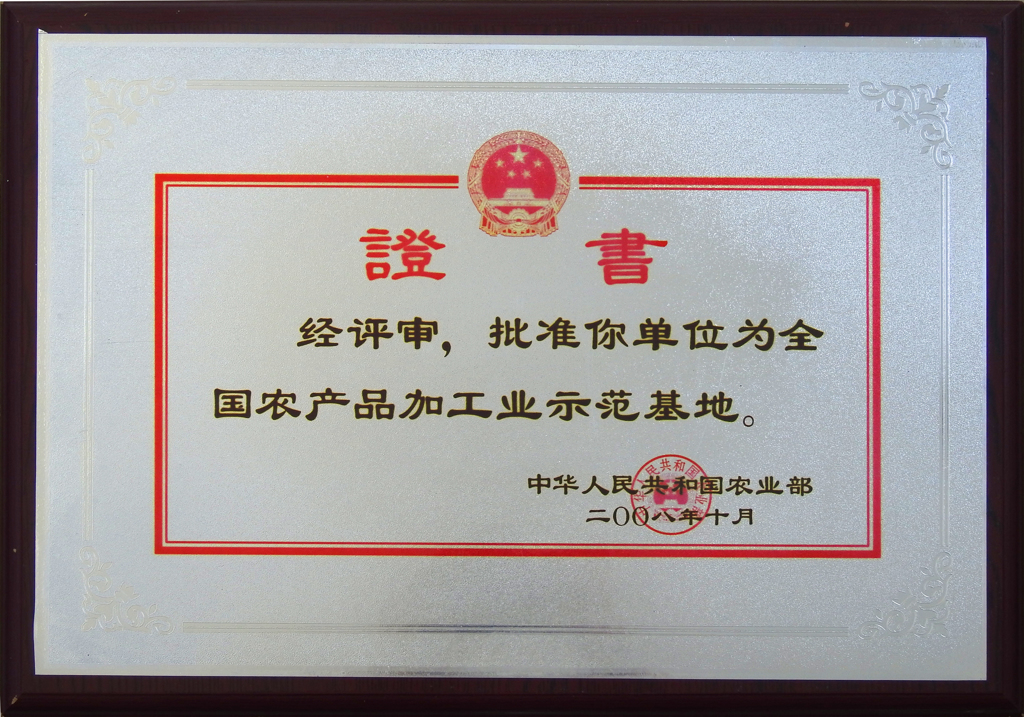 證 書
经评审，批准你单位为全
国农产品加工业示范基地。
中华人民共和国农业部
二〇〇八年十月